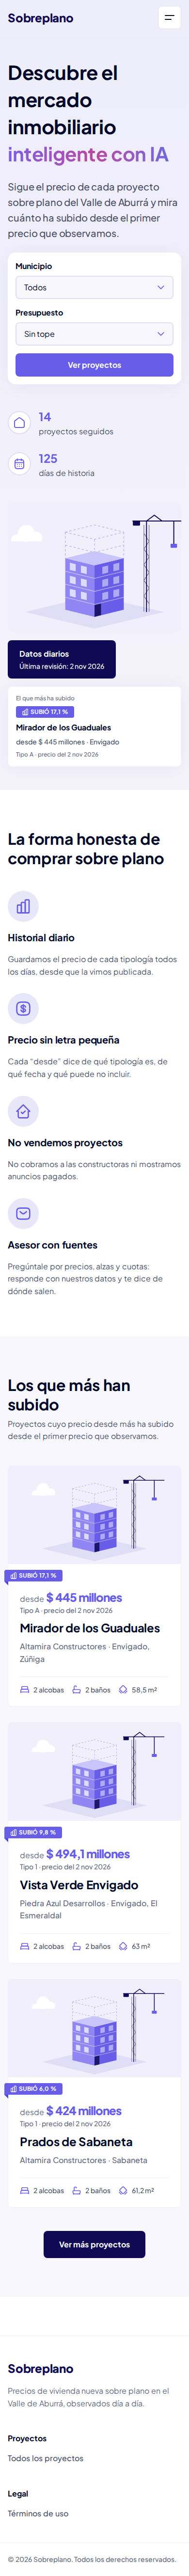 Sobreplano
Descubre el
mercado
inmobiliario
inteligente con IA
Sigue el precio de cada proyecto
sobre plano del Valle de Aburrá y mira
cuánto ha subido desde el primer
precio que observamos.
Municipio
Todos
Presupuesto
Sin tope
Ver proyectos
14
proyectos seguidos
125
días de historia
Datos diarios
Última revisión: 2 nov 2026
El que más ha subido
SUBIÓ 17,1 %
Mirador de los Guaduales
desde $ 445 millones · Envigado
Tipo A · precio del 2 nov 2026
La forma honesta de
comprar sobre plano
Historial diario
Guardamos el precio de cada tipología todos
los días, desde que la vimos publicada.
Precio sin letra pequeña
Cada “desde” dice de qué tipología es, de
qué fecha y qué puede no incluir.
No vendemos proyectos
No cobramos a las constructoras ni mostramos
anuncios pagados.
Asesor con fuentes
Pregúntale por precios, alzas y cuotas:
responde con nuestros datos y te dice de
dónde salen.
Los que más han
subido
Proyectos cuyo precio desde más ha subido
desde el primer precio que observamos.
SUBIÓ 17,1 %
desde $ 445 millones
Tipo A · precio del 2 nov 2026
Mirador de los Guaduales
Altamira Constructores · Envigado,
Zúñiga
2 alcobas 2 baños 58,5 m²
SUBIÓ 9,8 %
desde $ 494,1 millones
Tipo 1 · precio del 2 nov 2026
Vista Verde Envigado
Piedra Azul Desarrollos · Envigado, El
Esmeraldal
2 alcobas 2 baños 63 m²
SUBIÓ 6,0 %
desde $ 424 millones
Tipo 1 · precio del 2 nov 2026
Prados de Sabaneta
Altamira Constructores · Sabaneta
2 alcobas 2 baños 61,2 m²
Ver más proyectos
Sobreplano
Precios de vivienda nueva sobre plano en el
Valle de Aburrá, observados día a día.
Proyectos
Todos los proyectos
Legal
Términos de uso
© 2026 Sobreplano. Todos los derechos reservados.